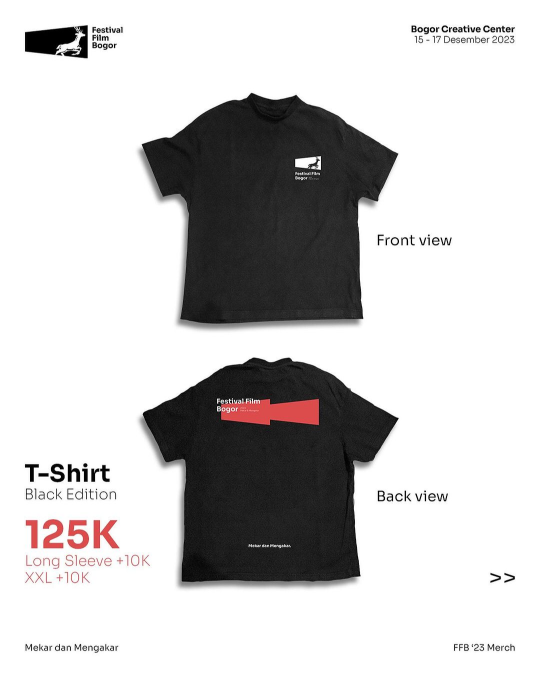 Festival
Film
Bogor
Bogor Creative Center
15 - 17 Desember 2023
Festival Film
Bogor
Front view
Festival Film
Bogor
Mekar dan Mengakar.
T-Shirt
Black Edition
125K
Long Sleeve +10K
XXL +10K
Back view
>>
Mekar dan Mengakar
FFB ‘23 Merch